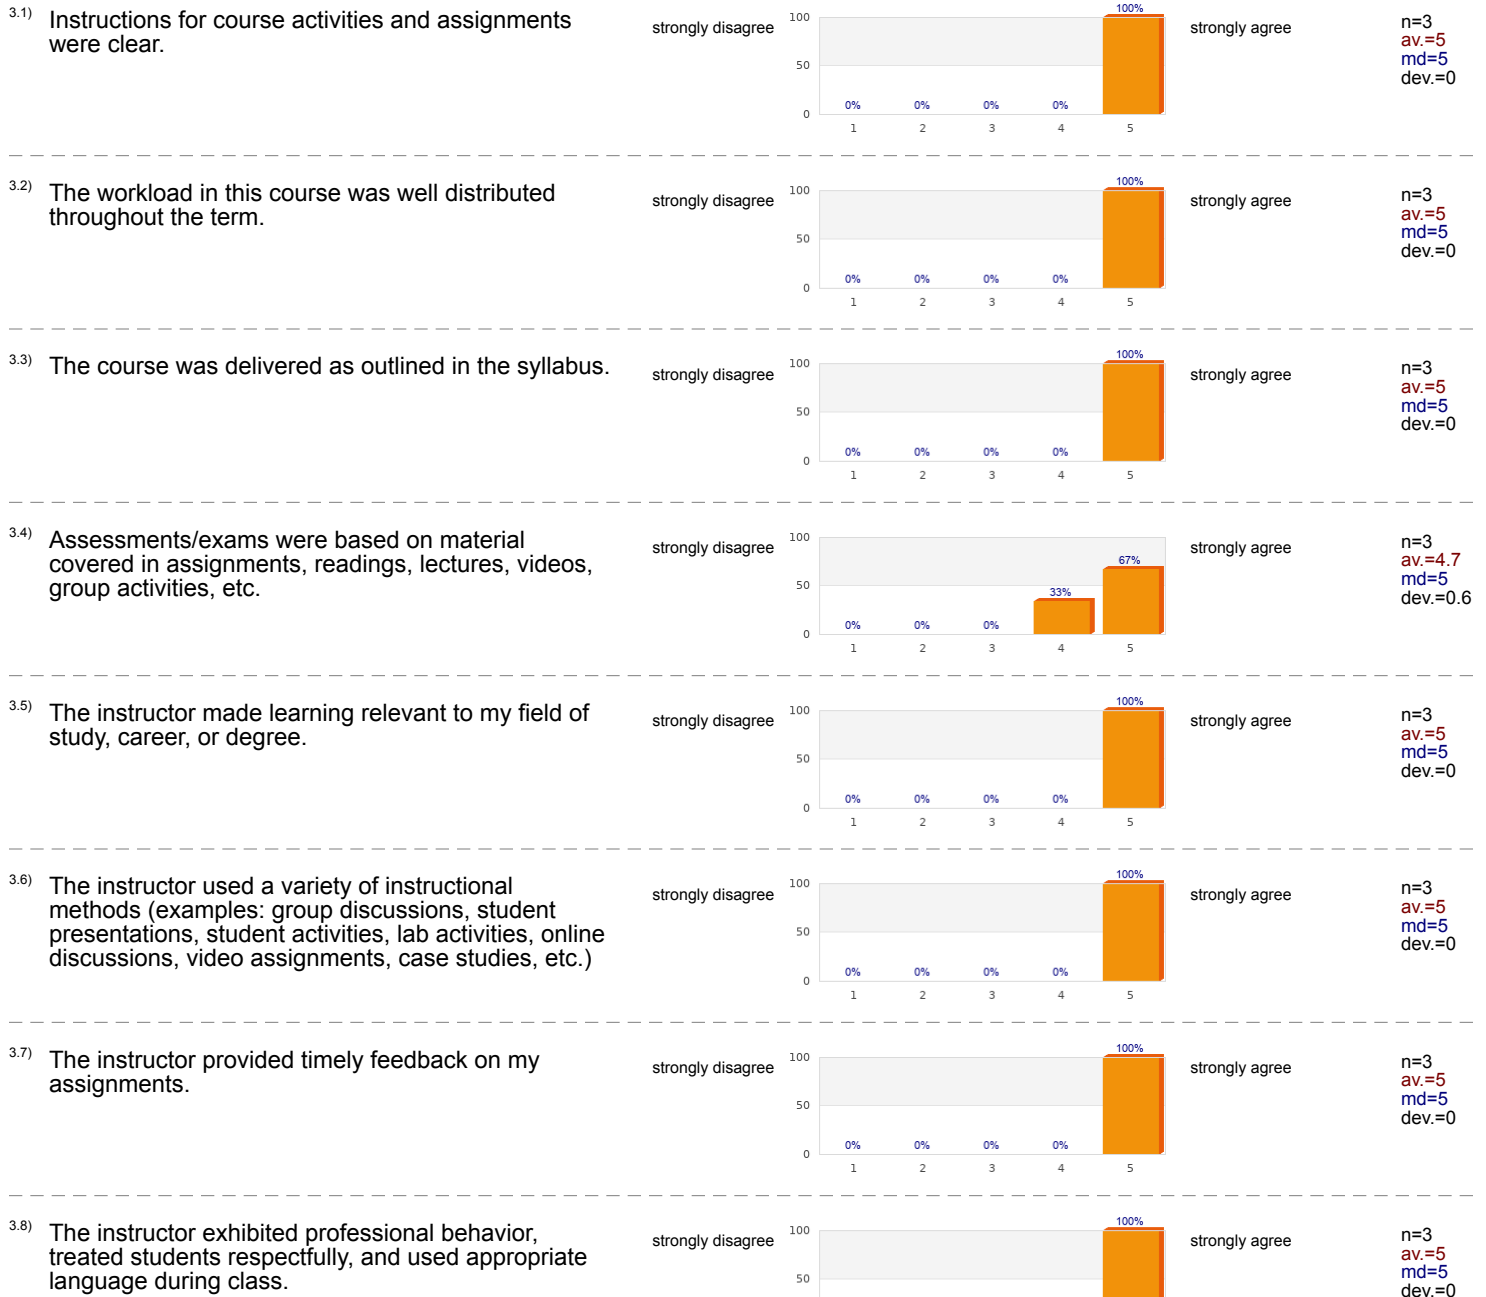 3.1) Instructions for course activities and assignments
were clear.
strongly disagree
100
50
0
0%
0%
0%
0%
100%
1
2
3
4
5
strongly agree
n=3
av.=5
md=5
dev.=0
3.2) The workload in this course was well distributed
throughout the term.
strongly disagree
100
50
0
0%
0%
0%
0%
100%
1
2
3
4
5
strongly agree
n=3
av.=5
md=5
dev.=0
3.3) The course was delivered as outlined in the syllabus.
strongly disagree
100
50
0
0%
0%
0%
0%
100%
1
2
3
4
5
strongly agree
n=3
av.=5
md=5
dev.=0
3.4) Assessments/exams were based on material
covered in assignments, readings, lectures, videos,
group activities, etc.
strongly disagree
100
50
0
0%
0%
0%
33%
67%
1
2
3
4
5
strongly agree
n=3
av.=4.7
md=5
dev.=0.6
3.5) The instructor made learning relevant to my field of
study, career, or degree.
strongly disagree
100
50
0
0%
0%
0%
0%
100%
1
2
3
4
5
strongly agree
n=3
av.=5
md=5
dev.=0
3.6) The instructor used a variety of instructional
methods (examples: group discussions, student
presentations, student activities, lab activities, online
discussions, video assignments, case studies, etc.)
strongly disagree
100
50
0
0%
0%
0%
0%
100%
1
2
3
4
5
strongly agree
n=3
av.=5
md=5
dev.=0
3.7) The instructor provided timely feedback on my
assignments.
strongly disagree
100
50
0
0%
0%
0%
0%
100%
1
2
3
4
5
strongly agree
n=3
av.=5
md=5
dev.=0
3.8) The instructor exhibited professional behavior,
treated students respectfully, and used appropriate
language during class.
strongly disagree
100
50
100%
strongly agree
n=3
av.=5
md=5
dev.=0